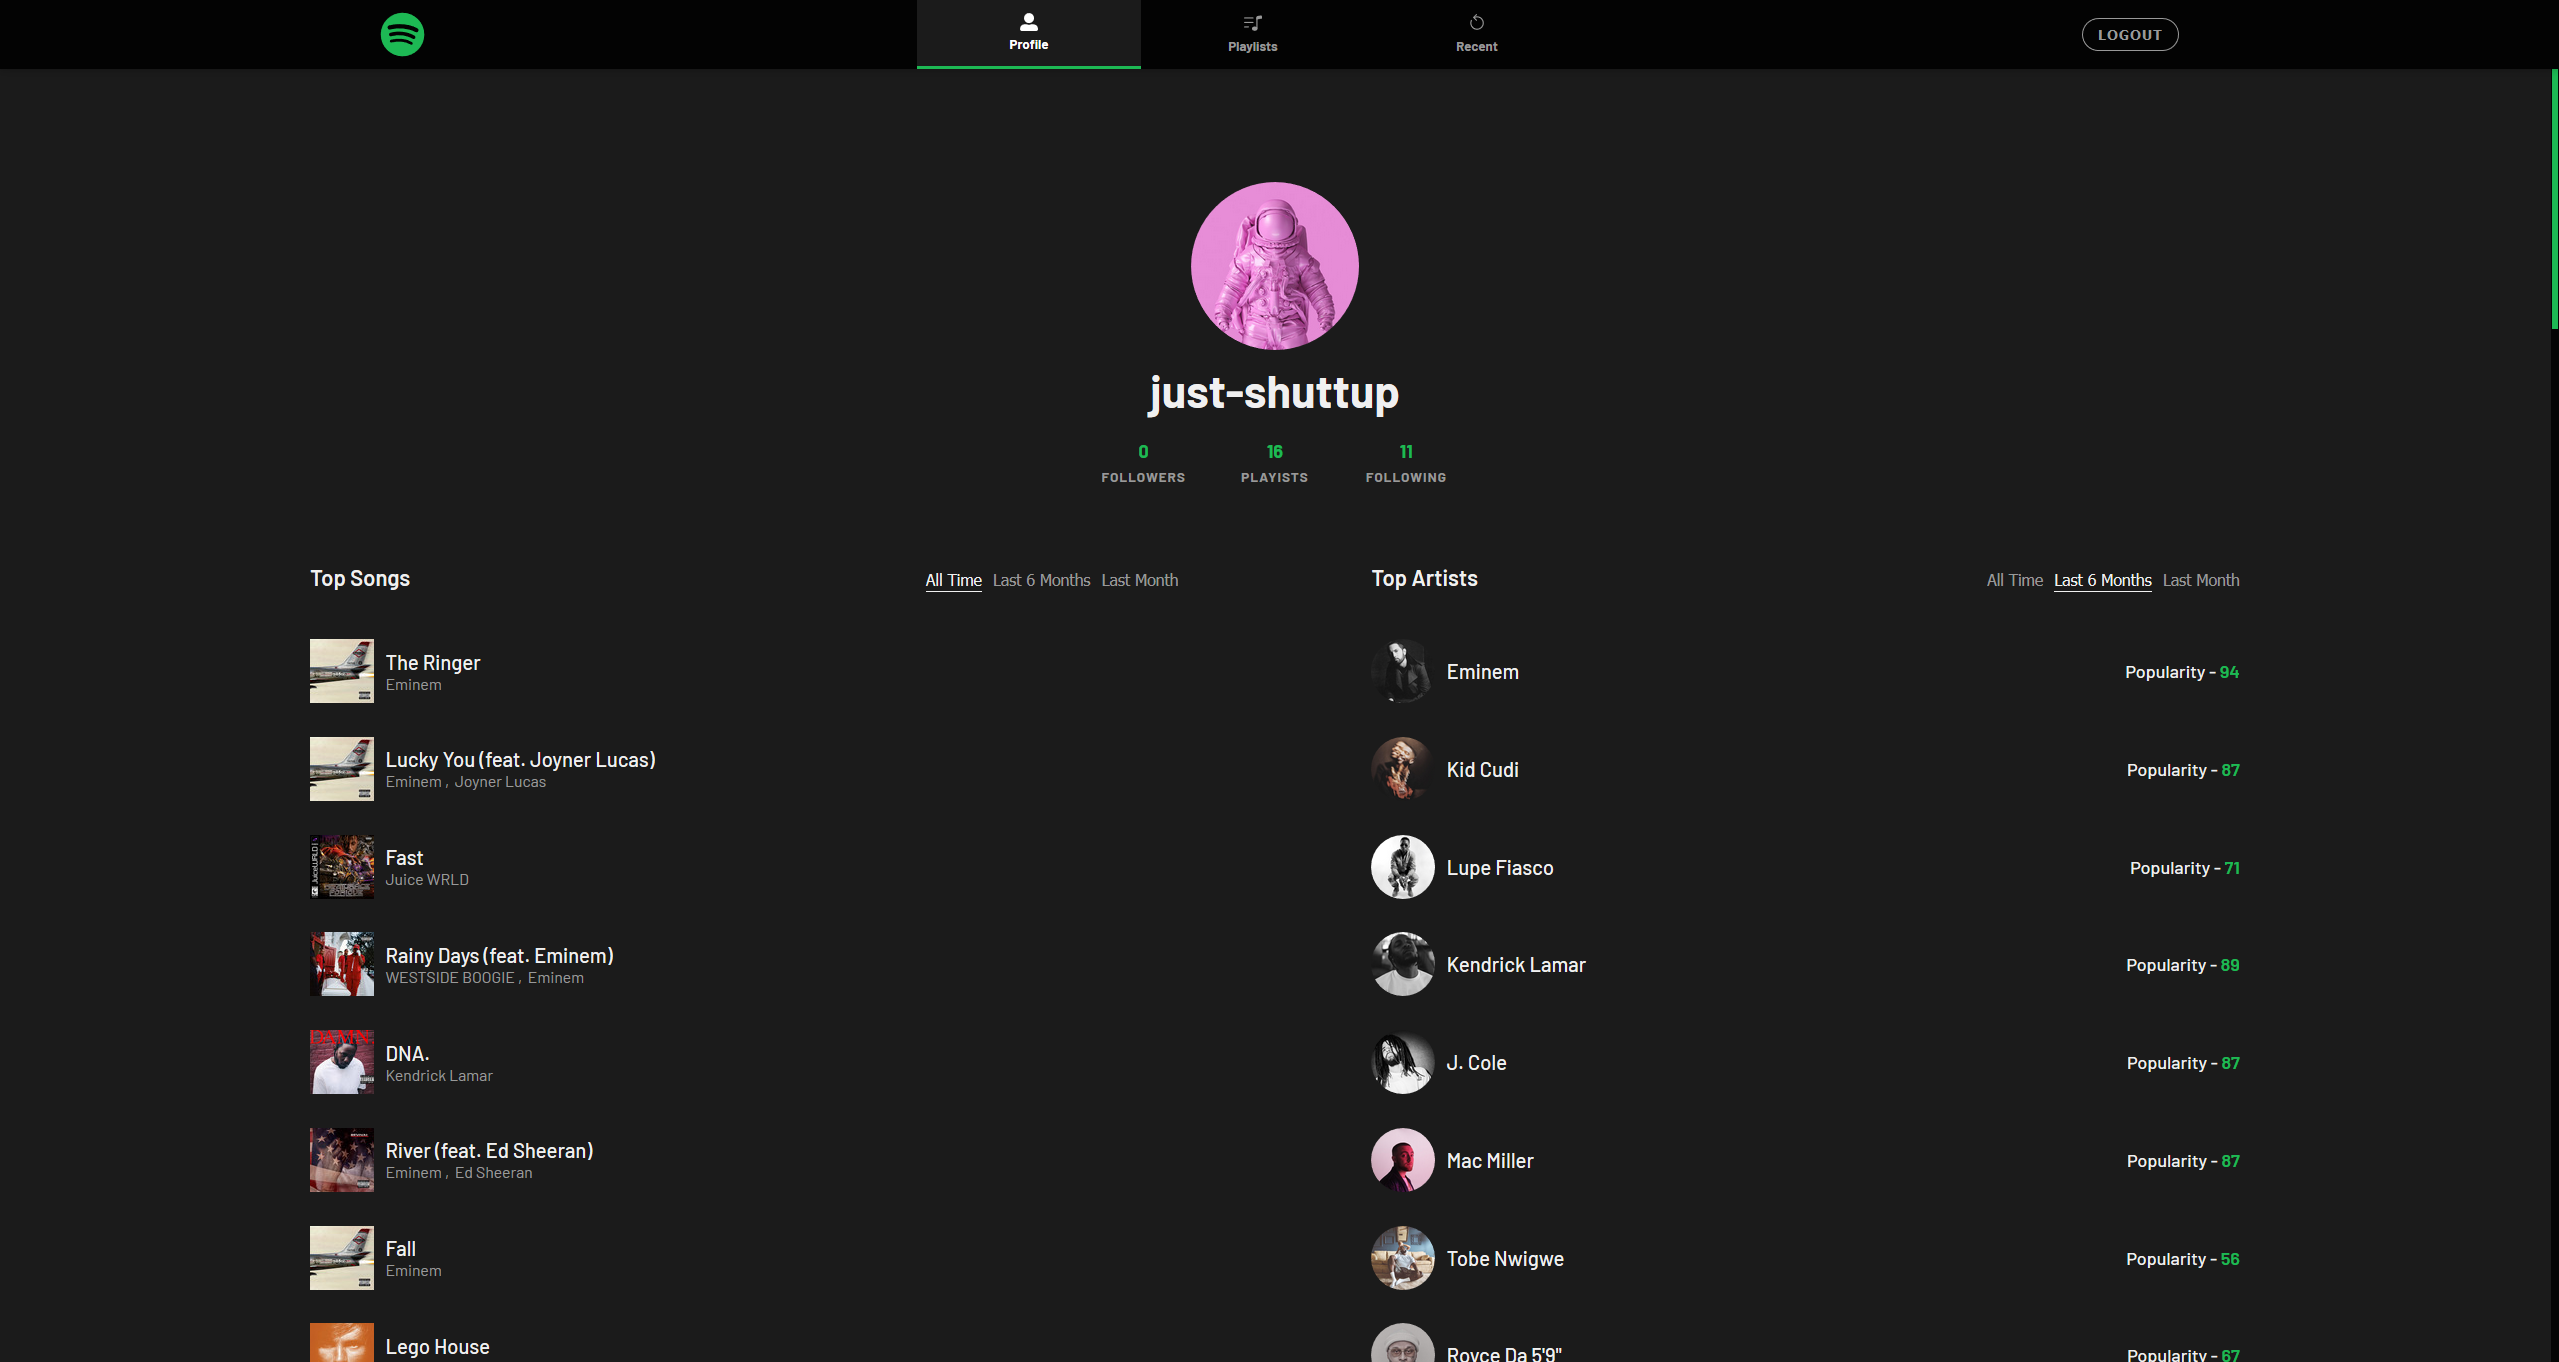 Profile
Playlists
Recent
LOGOUT
just-shuttup
0 16 11
FOLLOWERS PLAYISTS FOLLOWING
Top Songs
All Time Last 6 Months Last Month
The Ringer
Eminem
Lucky You (feat. Joyner Lucas)
Eminem , Joyner Lucas
Fast
Juice WRLD
Rainy Days (feat. Eminem)
WESTSIDE BOOGIE , Eminem
DNA.
Kendrick Lamar
River (feat. Ed Sheeran)
Eminem , Ed Sheeran
Fall
Eminem
Lego House
Top Artists
All Time Last 6 Months Last Month
Eminem
Popularity - 94
Kid Cudi
Popularity - 87
Lupe Fiasco
Popularity - 71
Kendrick Lamar
Popularity - 89
J. Cole
Popularity - 87
Mac Miller
Popularity - 87
Tobe Nwigwe
Popularity - 56
Royce Da 5'9"
Popularity - 67